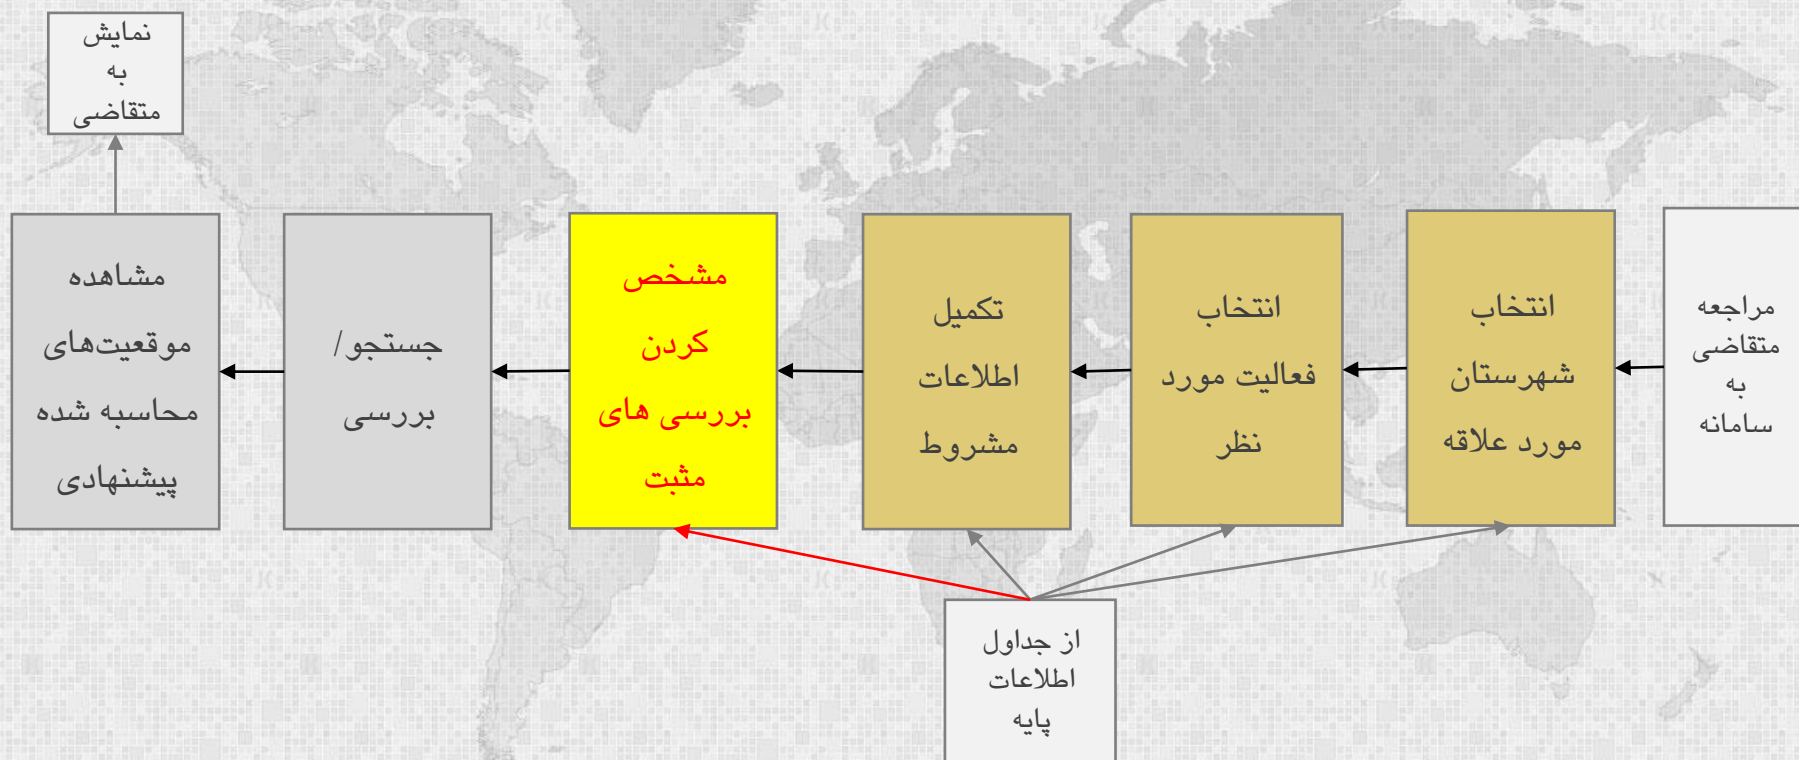 مراجعه
متقاضی
به
سامانه
انتخاب
شهرستان
مورد علاقه
انتخاب
فعالیت مورد
نظر
تکمیل
اطلاعات
مشروط
مشخص
کردن
بررسی های
مثبت
جستجو/
بررسی
مشاهده
موقعیت‌های
محاسبه شده
پیشنهادی
نمایش
به
متقاضی
از جداول
اطلاعات
پایه